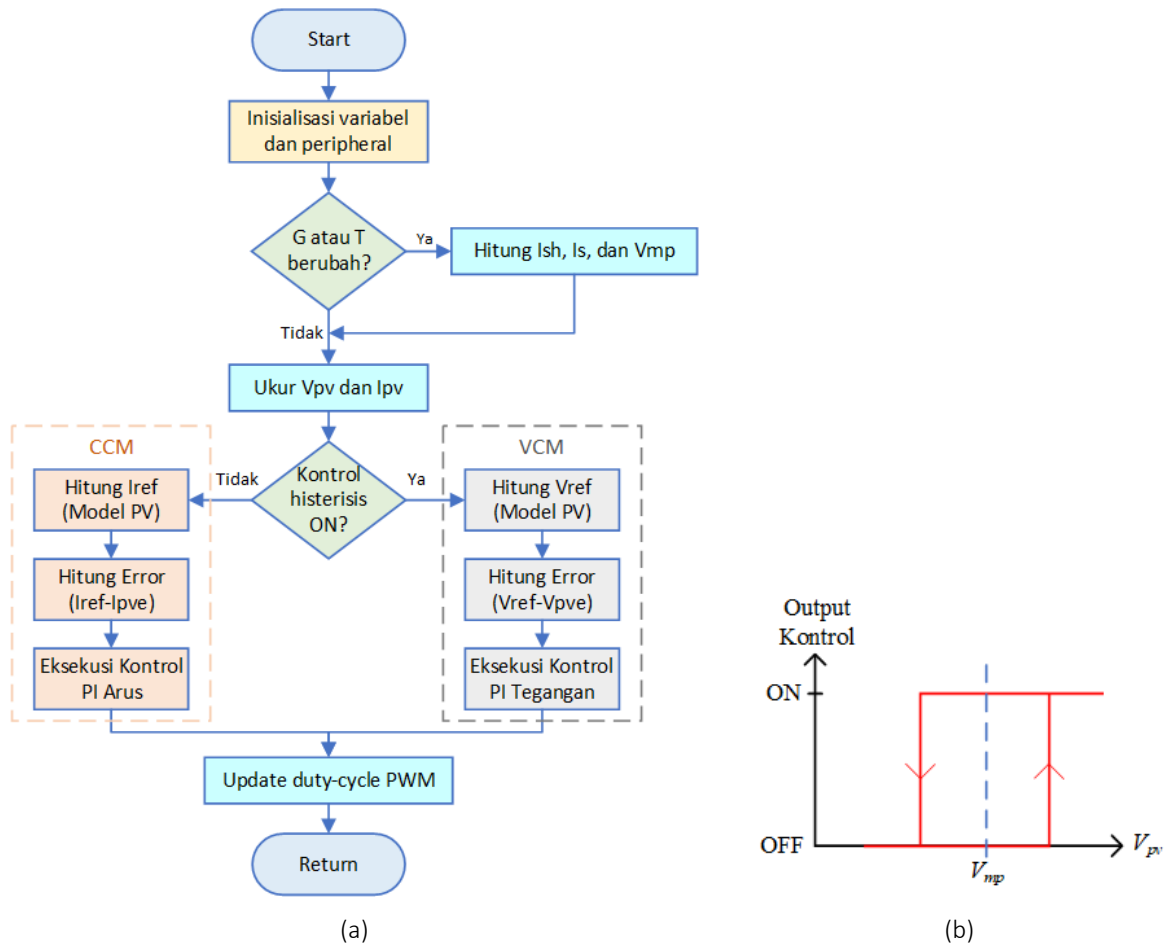 Start
Inisialisasi variabel
dan peripheral
G atau T
berubah?
Ya
Hitung Ish, Is, dan Vmp
Tidak
Ukur Vpv dan Ipv
CCM
VCM
Tidak
Kontrol
histerisis
ON?
Ya
Hitung Iref
(Model PV)
Hitung Error
(Iref-Ipve)
Eksekusi Kontrol
PI Arus
Hitung Vref
(Model PV)
Hitung Error
(Vref-Vpve)
Eksekusi Kontrol
PI Tegangan
Update duty-cycle PWM
Return
(a)
Output
Kontrol
ON
OFF
Vmp
Vpv
(b)